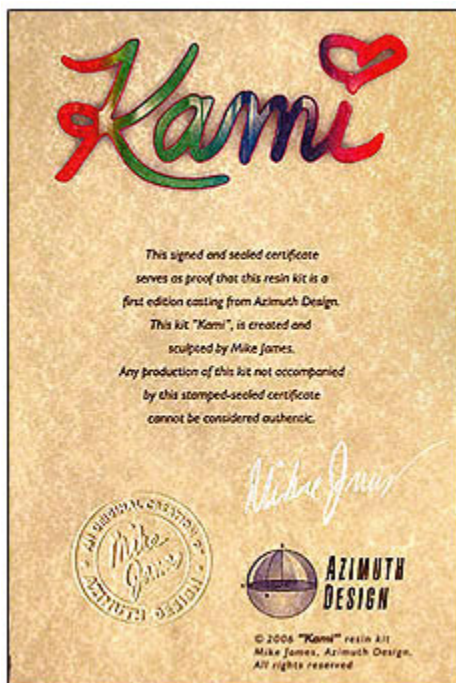 Kami
This signed and sealed certificate
serves as proof that this resin kit is a
first edition casting from Azimuth Design.
This kit "Kami", is created and
sculpted by Mike James.
Any production of this kit not accompanied
by this stamped-sealed certificate
cannot be considered authentic.
Mike James
AN ORIGINAL CREATION OF
Mike
James
AZIMUTH DESIGN
AZIMUTH
DESIGN
© 2006 "Kami" resin kit
Mike James, Azimuth Design.
All rights reserved